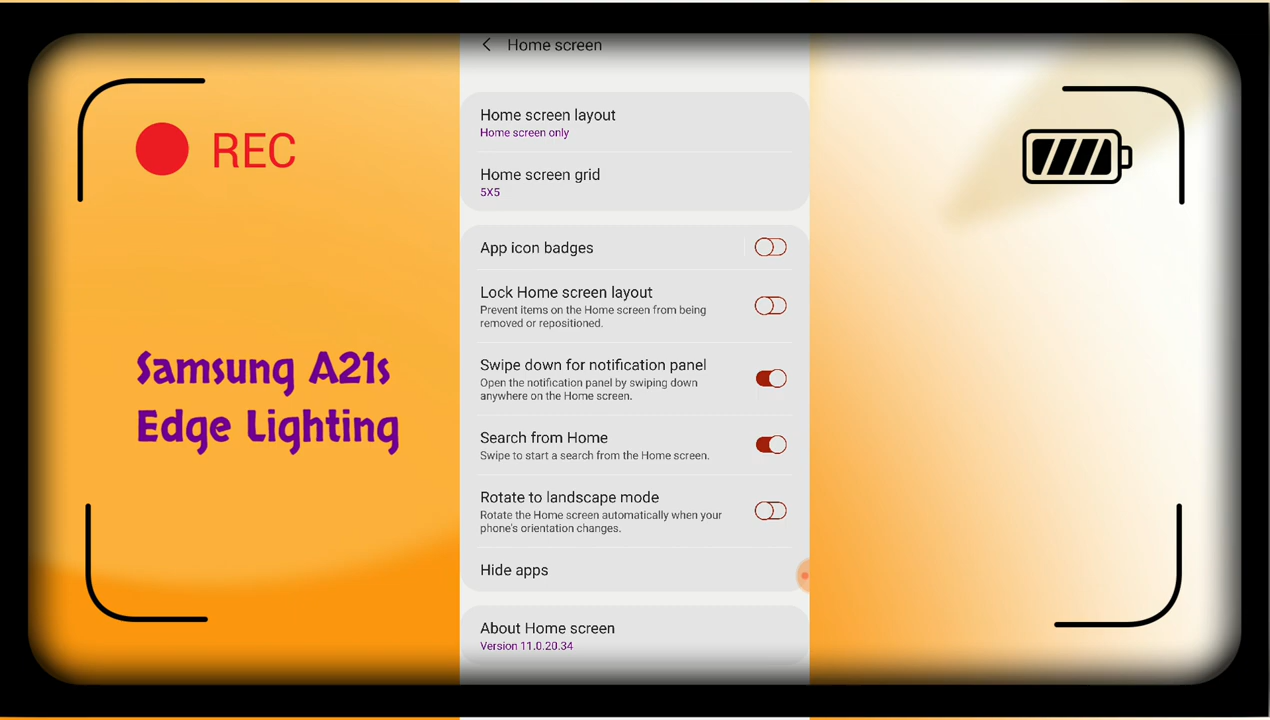 Home screen
REC
Home screen layout
Home screen only
Home screen grid
5X5
App icon badges
Lock Home screen layout
Prevent items on the Home screen from being
removed or repositioned.
Samsung A21s
Edge Lighting
Swipe down for notification panel
Open the notification panel by swiping down
anywhere on the Home screen.
Search from Home
Swipe to start a search from the Home screen.
Rotate to landscape mode
Rotate the Home screen automatically when your
phone's orientation changes.
Hide apps
About Home screen
Version 11.0.20.34